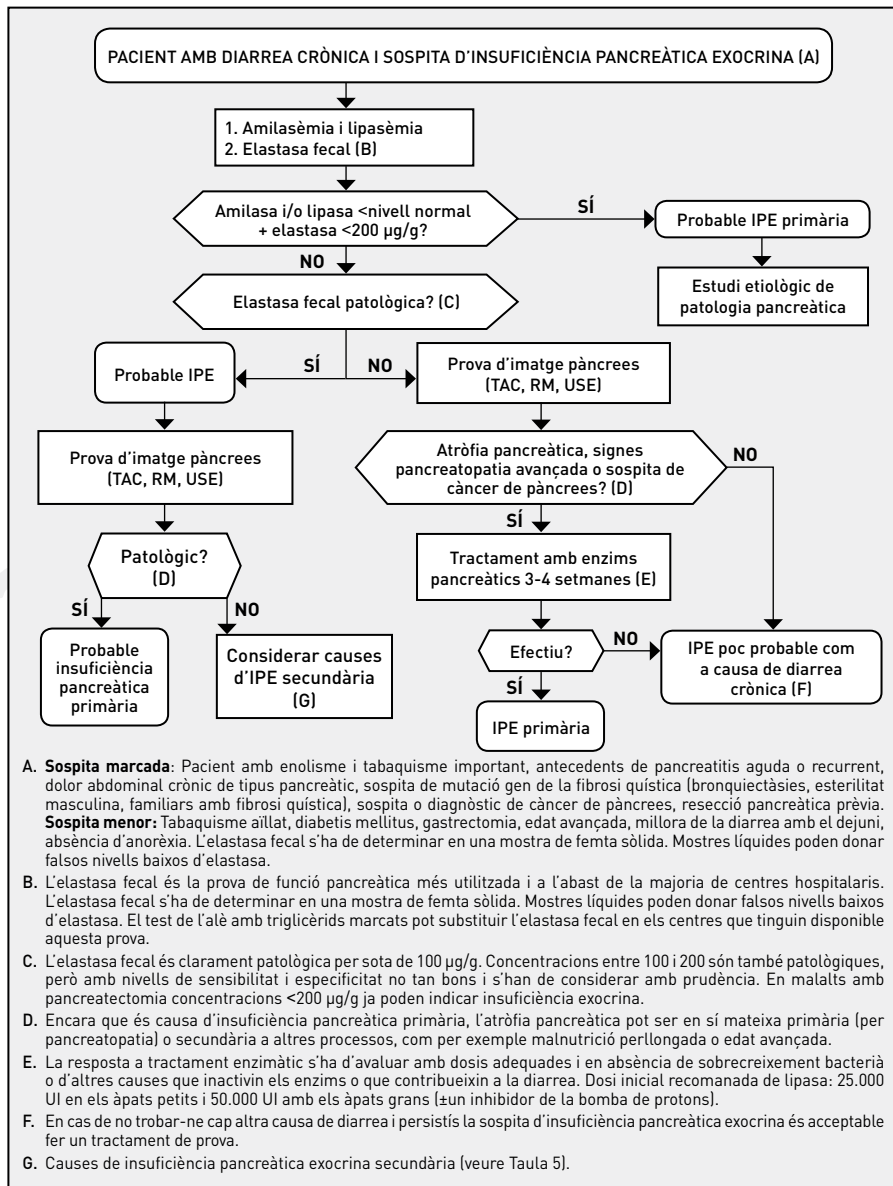 PACIENT AMB DIARREA CRÒNICA I SOSPITA D'INSUFICIÈNCIA PANCREÀTICA EXOCRINA (A)
1. Amilasèmia i lipasèmia
2. Elastasa fecal (B)
Amilasa i/o lipasa <nivell normal
+ elastasa <200 µg/g?
SÍ
Probable IPE primària
NO
Estudi etiològic de
patologia pancreàtica
Elastasa fecal patològica? (C)
SÍ
NO
Probable IPE
Prova d'imatge pàncrees
(TAC, RM, USE)
Prova d'imatge pàncrees
(TAC, RM, USE)
Atròfia pancreàtica, signes
pancreatopatia avançada o sospita de
càncer de pàncrees? (D)
NO
SÍ
Patològic?
(D)
Tractament amb enzims
pancreàtics 3-4 setmanes (E)
SÍ
NO
Probable
insuficiència
pancreàtica
primària
Considerar causes
d'IPE secundària
(G)
Efectiu?
NO
IPE poc probable com
a causa de diarrea
crònica (F)
SÍ
IPE primària
A. Sospita marcada: Pacient amb enolisme i tabaquisme important, antecedents de pancreatitis aguda o recurrent,
dolor abdominal crònic de tipus pancreàtic, sospita de mutació gen de la fibrosi quística (bronquiectàsies, esterilitat
masculina, familiars amb fibrosi quística), sospita o diagnòstic de càncer de pàncrees, resecció pancreàtica prèvia.
Sospita menor: Tabaquisme aïllat, diabetis mellitus, gastrectomia, edat avançada, millora de la diarrea amb el dejuni,
absència d'anorèxia. L'elastasa fecal s'ha de determinar en una mostra de femta sòlida. Mostres líquides poden donar
falsos nivells baixos d'elastasa.
B. L'elastasa fecal és la prova de funció pancreàtica més utilitzada i a l'abast de la majoria de centres hospitalaris.
L'elastasa fecal s'ha de determinar en una mostra de femta sòlida. Mostres líquides poden donar falsos nivells baixos
d'elastasa. El test de l'alè amb triglicèrids marcats pot substituir l'elastasa fecal en els centres que tinguin disponible
aquesta prova.
C. L'elastasa fecal és clarament patològica per sota de 100 µg/g. Concentracions entre 100 i 200 són també patològiques,
però amb nivells de sensibilitat i especificitat no tan bons i s'han de considerar amb prudència. En malalts amb
pancreatectomia concentracions <200 µg/g ja poden indicar insuficiència exocrina.
D. Encara que és causa d'insuficiència pancreàtica primària, l'atròfia pancreàtica pot ser en sí mateixa primària (per
pancreatopatia) o secundària a altres processos, com per exemple malnutrició perllongada o edat avançada.
E. La resposta a tractament enzimàtic s'ha d'avaluar amb dosis adequades i en absència de sobrecreixement bacterià
o d'altres causes que inactivin els enzims o que contribueixin a la diarrea. Dosi inicial recomanada de lipasa: 25.000
UI en els àpats petits i 50.000 UI amb els àpats grans (±un inhibidor de la bomba de protons).
F. En cas de no trobar-ne cap altra causa de diarrea i persistís la sospita d'insuficiència pancreàtica exocrina és acceptable
fer un tractament de prova.
G. Causes de insuficiència pancreàtica exocrina secundària (veure Taula 5).